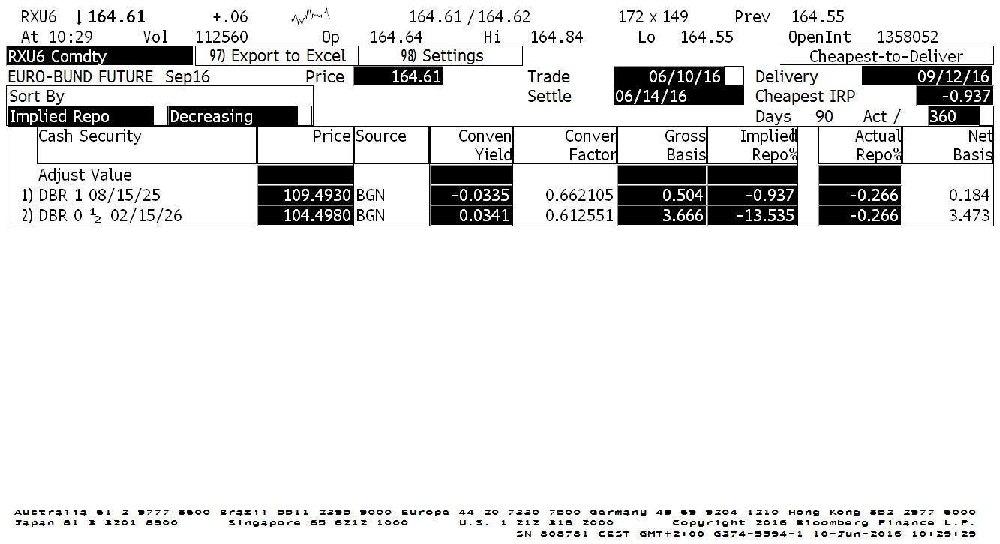 RXU6 ↓164.61 +.06 164.61 / 164.62 172 x 149 Prev 164.55
At 10:29 Vol 112560 Op 164.64 Hi 164.84 Lo 164.55 OpenInt 1358052
RXU6 Comdty 97) Export to Excel 98) Settings Cheapest-to-Deliver
EURO-BUND FUTURE Sep16 Price 164.61 Trade 06/10/16 Delivery 09/12/16
Sort By Settle 06/14/16 Cheapest IRP -0.937
Implied Repo Decreasing Days 90 Act / 360
Cash Security Price Source Conven Conver Gross Implied Actual Net
Yield Factor Basis Repo% Repo% Basis
Adjust Value
1) DBR 1 08/15/25 109.4930 BGN -0.0335 0.662105 0.504 -0.937 -0.266 0.184
2) DBR 0 ½ 02/15/26 104.4980 BGN 0.0341 0.612551 3.666 -13.535 -0.266 3.473
Australia 61 2 9777 8600 Brazil 5511 2395 9000 Europe 44 20 7330 7500 Germany 49 69 9204 1210 Hong Kong 852 2977 6000
Japan 81 3 3201 8900 Singapore 65 6212 1000 U.S. 1 212 318 2000 Copyright 2016 Bloomberg Finance L.P.
SN 808781 CEST GMT+2:00 G374-5594-1 10-Jun-2016 10:29:29